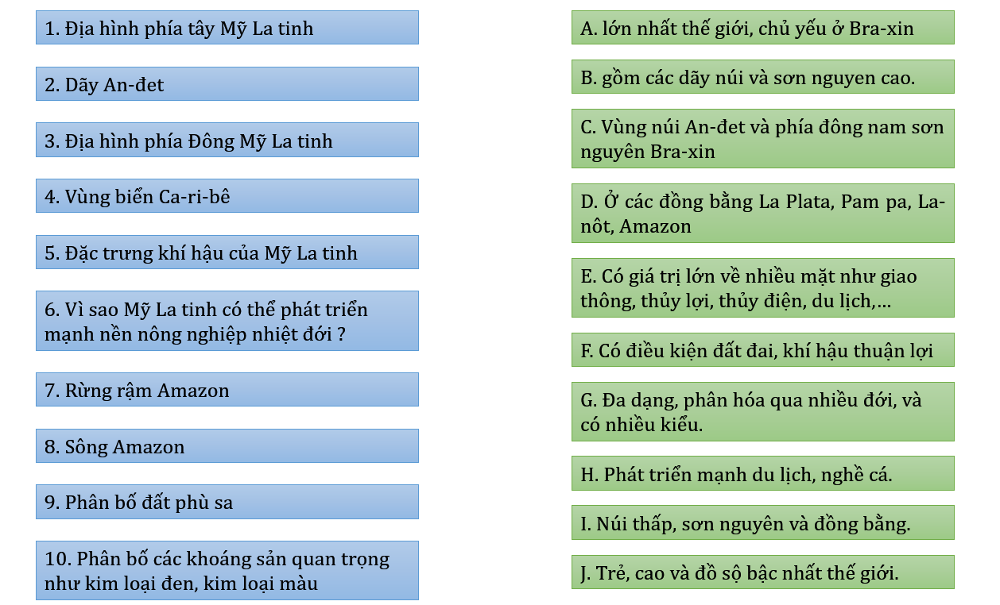 1. Địa hình phía tây Mỹ La tinh
2. Dãy An-đet
3. Địa hình phía Đông Mỹ La tinh
4. Vùng biển Ca-ri-bê
5. Đặc trưng khí hậu của Mỹ La tinh
6. Vì sao Mỹ La tinh có thể phát triển
mạnh nền nông nghiệp nhiệt đới ?
7. Rừng rậm Amazon
8. Sông Amazon
9. Phân bố đất phù sa
10. Phân bố các khoáng sản quan trọng
như kim loại đen, kim loại màu
A. lớn nhất thế giới, chủ yếu ở Bra-xin
B. gồm các dãy núi và sơn nguyen cao.
C. Vùng núi An-đet và phía đông nam sơn
nguyên Bra-xin
D. Ở các đồng bằng La Plata, Pam pa, La-
nôt, Amazon
E. Có giá trị lớn về nhiều mặt như giao
thông, thủy lợi, thủy điện, du lịch,...
F. Có điều kiện đất đai, khí hậu thuận lợi
G. Đa dạng, phân hóa qua nhiều đới, và
có nhiều kiểu.
H. Phát triển mạnh du lịch, nghề cá.
I. Núi thấp, sơn nguyên và đồng bằng.
J. Trẻ, cao và đồ sộ bậc nhất thế giới.